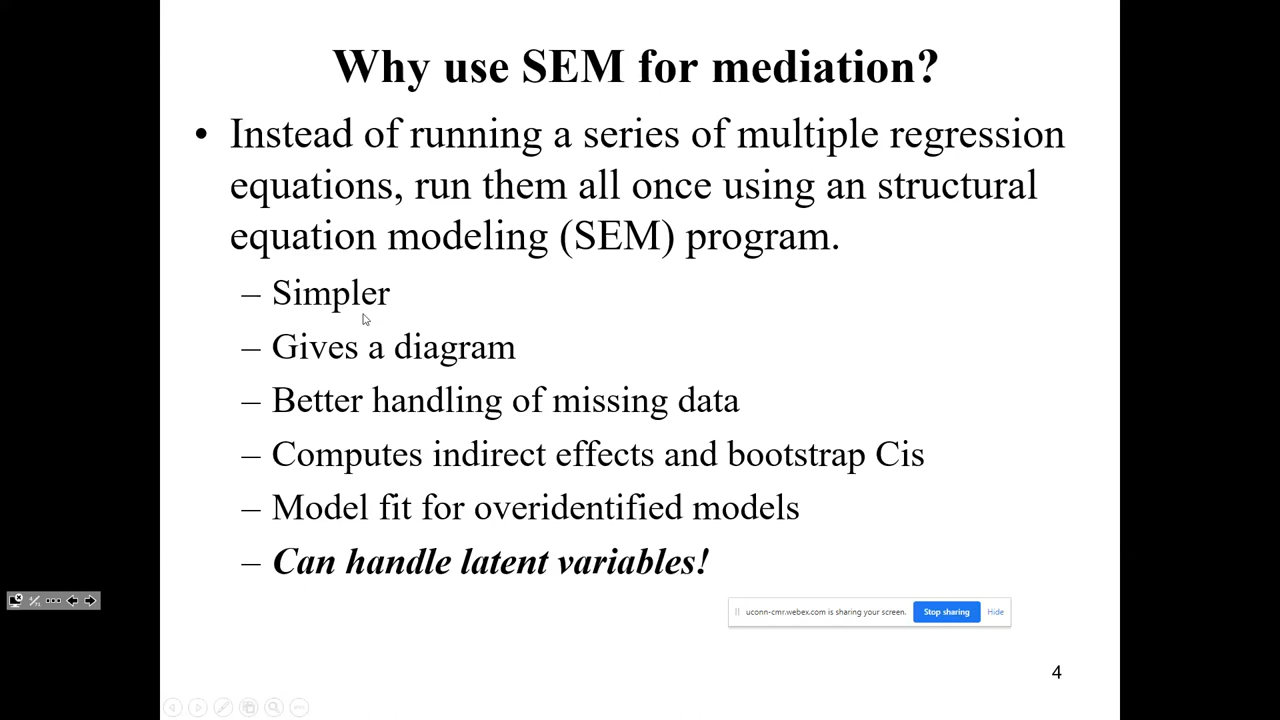 Why use SEM for mediation?
• Instead of running a series of multiple regression
equations, run them all once using an structural
equation modeling (SEM) program.
– Simpler
– Gives a diagram
– Better handling of missing data
– Computes indirect effects and bootstrap Cis
– Model fit for overidentified models
– Can handle latent variables!
uconn-cmr.webex.com is sharing your screen. Stop sharing Hide
4